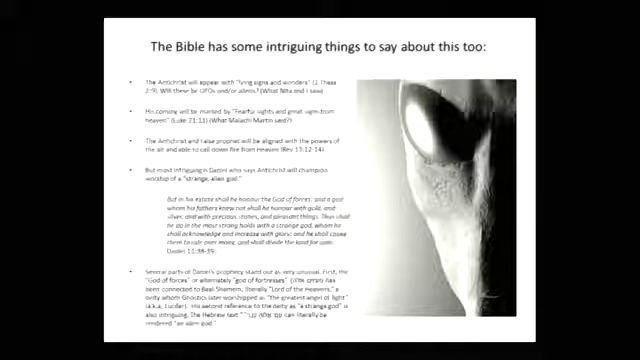 The Bible has some intriguing things to say about this too:
The Antichrist will appear with "lying signs and wonders" (2 Thess
2:9) Will these be UFOs and/or aliens? (What Nita and I saw)
His coming will be marked by "Fearful sights and great signs from
heaven" (Luke 21:11) (What Malachi Martin said?)
The Antichrist and False prophet will be aligned with the powers of
the air and able to call down fire from Heaven (Rev 13:12-14)
But most intriguing is Daniel who says Antichrist will champion
worship of a "strange, alien god."
But in his estate shall he honour the God of forces: and a god
whom his fathers knew not shall he honour with gold, and
silver, and with precious stones, and pleasant things. Thus shall
he do in the most strong holds with a strange god, whom he
shall acknowledge and increase with glory: and he shall cause
them to rule over many, and shall divide the land for gain.
Daniel 11:38-39.
Several parts of Daniel's prophecy stand out as very unusual. First, the
"God of forces" or alternately "god of fortresses"
has
been connected to Baal Shamem, literally "Lord of the Heavens," a
deity whom Gnostics later worshipped as "the greatest angel of light"
(a.k.a. Lucifer). His second reference to the deity as "a strange god" is
also intriguing. The Hebrew text " " can literally be
rendered "an alien god."